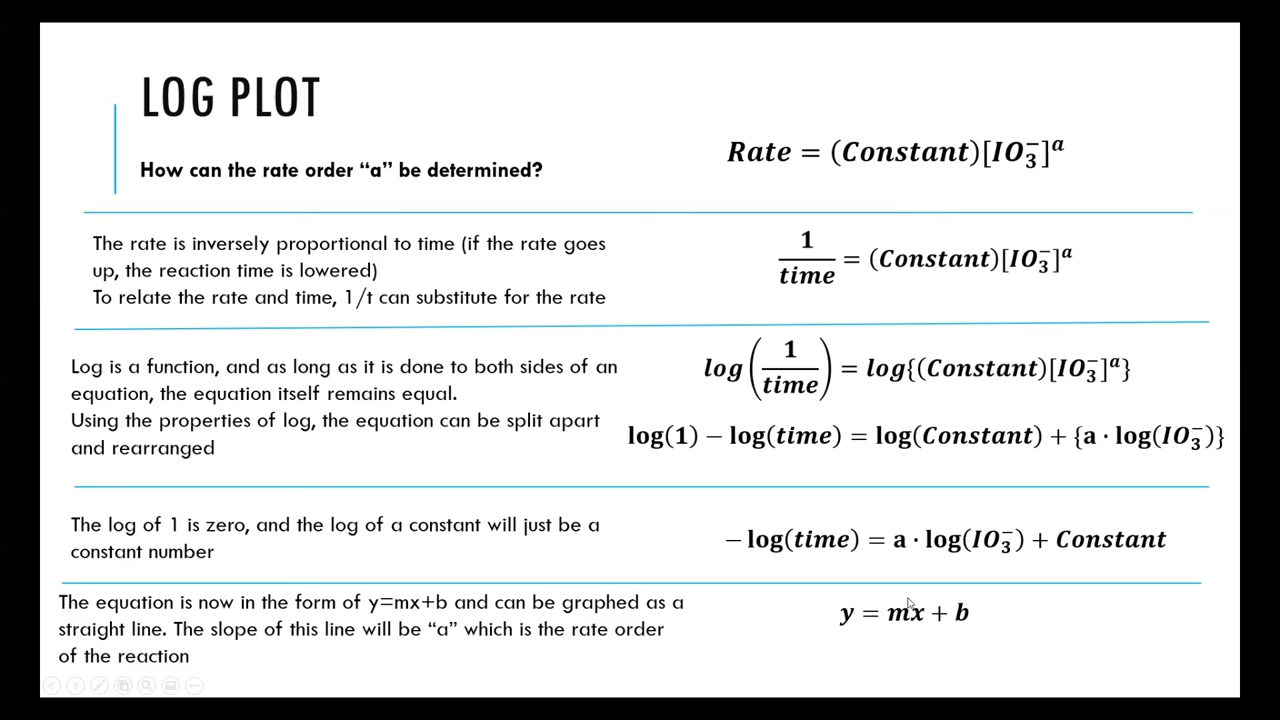 LOG PLOT
How can the rate order “a” be determined?
Rate = (Constant)[IO₃⁻]ᵃ
The rate is inversely proportional to time (if the rate goes
up, the reaction time is lowered)
To relate the rate and time, 1/t can substitute for the rate
1/time = (Constant)[IO₃⁻]ᵃ
Log is a function, and as long as it is done to both sides of an
equation, the equation itself remains equal.
Using the properties of log, the equation can be split apart
and rearranged
log(1/time) = log{(Constant)[IO₃⁻]ᵃ}
log(1) − log(time) = log(Constant) + {a · log(IO₃⁻)}
The log of 1 is zero, and the log of a constant will just be a
constant number
− log(time) = a · log(IO₃⁻) + Constant
The equation is now in the form of y=mx+b and can be graphed as a
straight line. The slope of this line will be “a” which is the rate order
of the reaction
y = mx + b